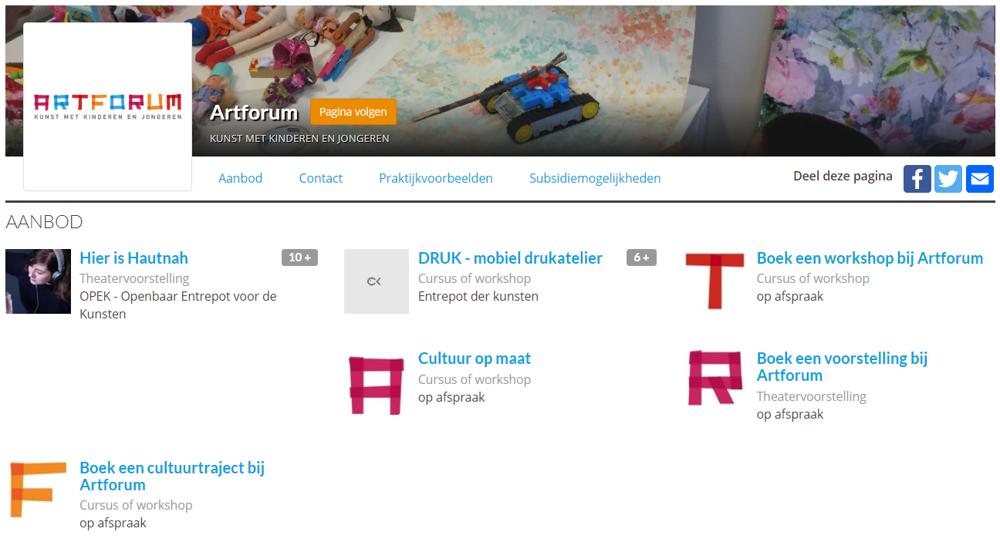 ARTFORUM
KUNST MET KINDEREN EN JONGEREN
Artforum
Pagina volgen
KUNST MET KINDEREN EN JONGEREN
Aanbod
Contact
Praktijkvoorbeelden
Subsidiemogelijkheden
Deel deze pagina
AANBOD
Hier is Hautnah
10 +
Theatervoorstelling
OPEK - Openbaar Entrepot voor de
Kunsten
DRUK - mobiel drukatelier
6 +
Cursus of workshop
Entrepot der kunsten
T
Boek een workshop bij Artforum
Cursus of workshop
op afspraak
A
Cultuur op maat
Cursus of workshop
op afspraak
R
Boek een voorstelling bij
Artforum
Theatervoorstelling
op afspraak
F
Boek een cultuurtraject bij
Artforum
Cursus of workshop
op afspraak